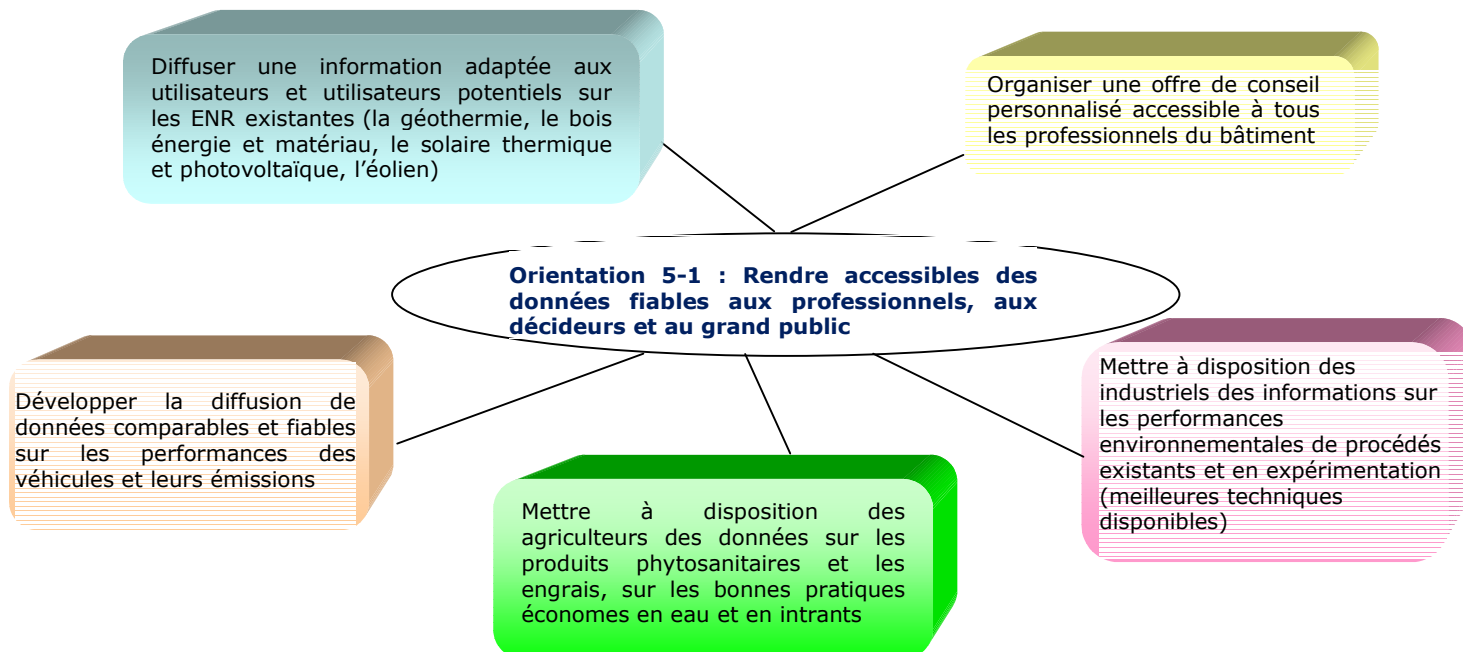 Diffuser une information adaptée aux
utilisateurs et utilisateurs potentiels sur
les ENR existantes (la géothermie, le bois
énergie et matériau, le solaire thermique
et photovoltaïque, l’éolien)
Organiser une offre de conseil
personnalisé accessible à tous
les professionnels du bâtiment
Orientation 5-1 : Rendre accessibles des
données fiables aux professionnels, aux
décideurs et au grand public
Développer la diffusion de
données comparables et fiables
sur les performances des
véhicules et leurs émissions
Mettre à disposition des
agriculteurs des données sur les
produits phytosanitaires et les
engrais, sur les bonnes pratiques
économes en eau et en intrants
Mettre à disposition des
industriels des informations sur
les performances
environnementales de procédés
existants et en expérimentation
(meilleures techniques
disponibles)